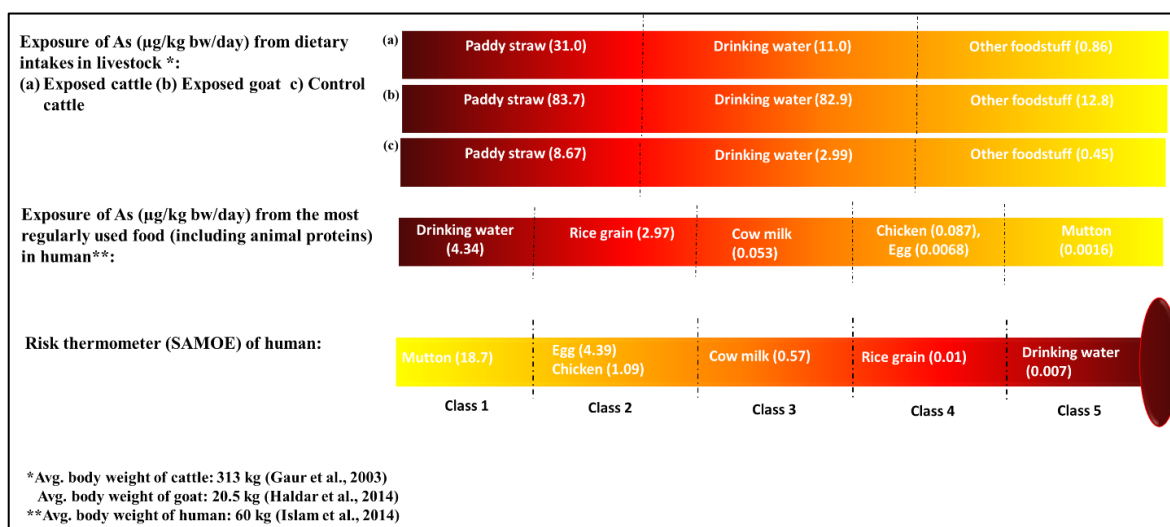 Exposure of As (µg/kg bw/day) from dietary
intakes in livestock *:
(a) Exposed cattle (b) Exposed goat c) Control
cattle
(a) Paddy straw (31.0) Drinking water (11.0) Other foodstuff (0.86)
(b) Paddy straw (83.7) Drinking water (82.9) Other foodstuff (12.8)
(c) Paddy straw (8.67) Drinking water (2.99) Other foodstuff (0.45)
Exposure of As (µg/kg bw/day) from the most
regularly used food (including animal proteins)
in human**:
Drinking water
(4.34)
Rice grain (2.97)
Cow milk
(0.053)
Chicken (0.087),
Egg (0.0068)
Mutton
(0.0016)
Risk thermometer (SAMOE) of human:
Mutton (18.7)
Egg (4.39)
Chicken (1.09)
Cow milk (0.57)
Rice grain (0.01)
Drinking water
(0.007)
Class 1 Class 2 Class 3 Class 4 Class 5
*Avg. body weight of cattle: 313 kg (Gaur et al., 2003)
Avg. body weight of goat: 20.5 kg (Haldar et al., 2014)
**Avg. body weight of human: 60 kg (Islam et al., 2014)